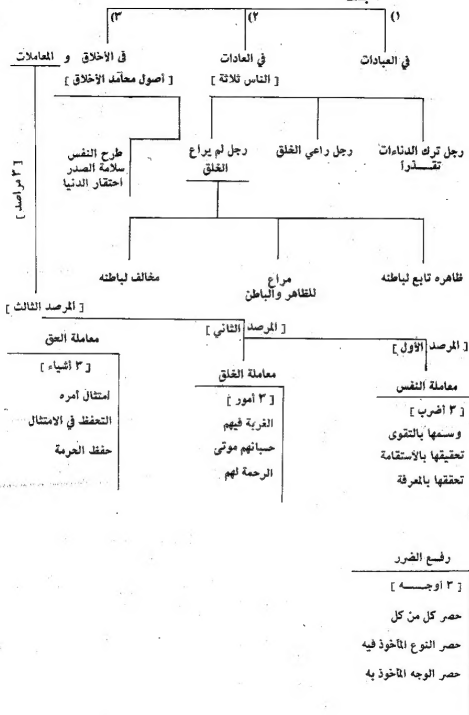 (١
(٢
(٣
في العبادات
في العادات
في الأخلاق و المعاملات
[ الناس ثلاثة ]
[ أصول محامد الأخلاق ]
رجل ترك الدناءات
تقــــذرا
رجل راعي الخلق
رجل لم يراع
الخلق
طرح النفس
سلامة الصدر
احتقار الدنيا
[ ٣ مراصد ]
ظاهره تابع لباطنه
مراع
للظاهر والباطن
مخالف لباطنه
[ المرصد الأول ]
[ المرصد الثاني ]
[ المرصد الثالث ]
معاملة النفس
[ ٣ أضرب ]
وسمها بالتقوى
تحقيقها بالاستقامة
تحققها بالمعرفة
معاملة الخلق
[ ٣ أمور ]
الغربة فيهم
حسبانهم موتى
الرحمة لهم
معاملة الحق
[ ٣ أشياء ]
امتثال أمره
التحفظ في الامتثال
حفظ الحرمة
رفـع الضرر
[ ٣ أوجــــه ]
حصر كل من كل
حصر النوع المأخوذ فيه
حصر الوجه المأخوذ به